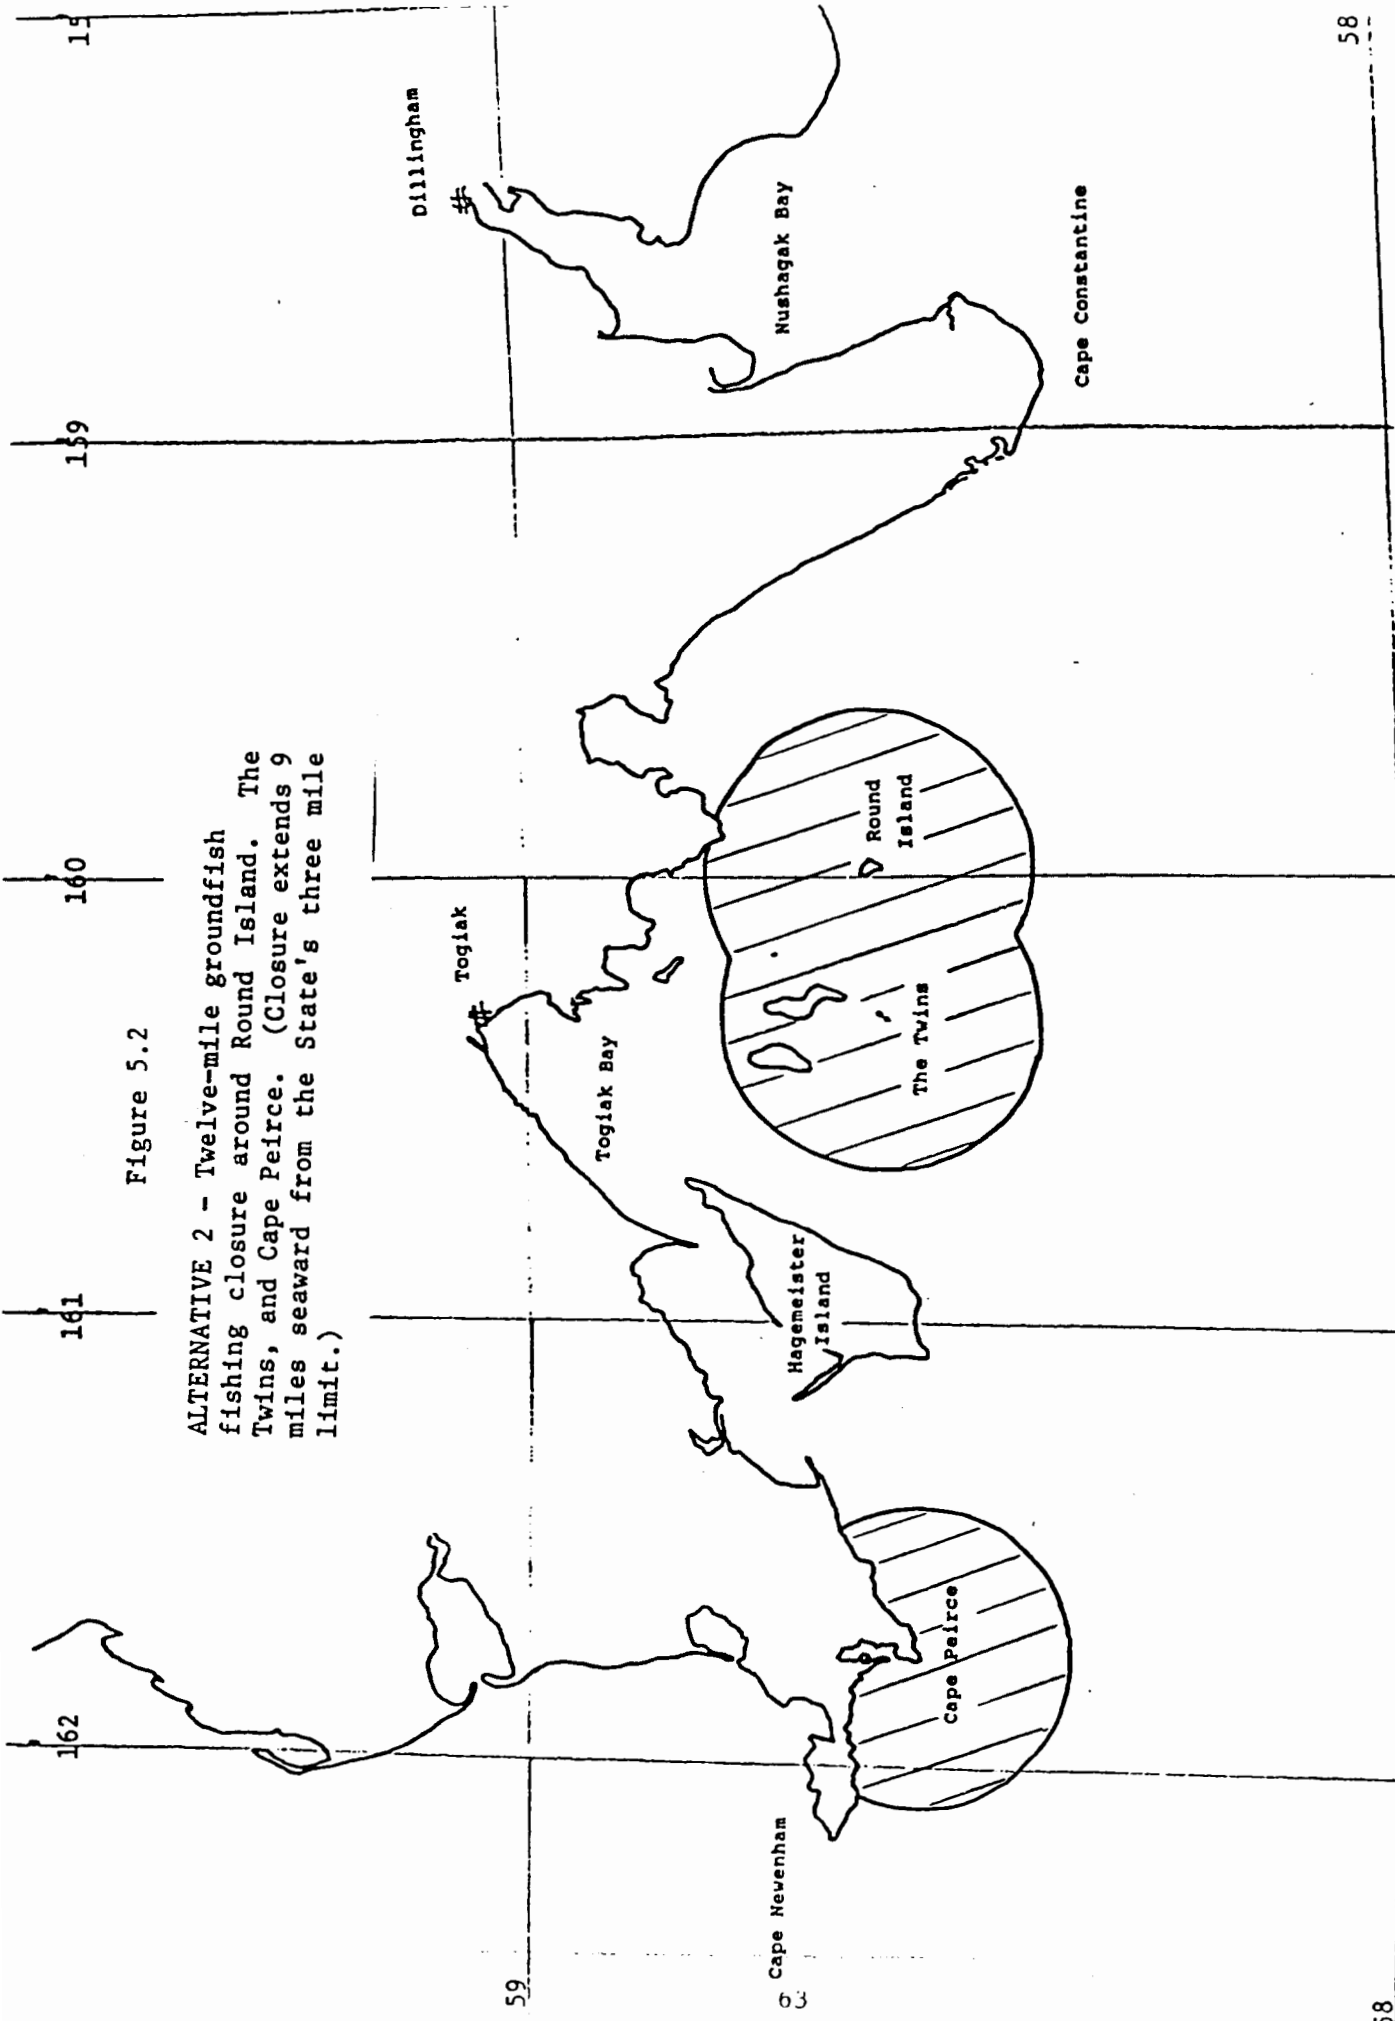 Figure 5.2
ALTERNATIVE 2 - Twelve-mile groundfish
fishing closure around Round Island. The
Twins, and Cape Peirce. (Closure extends 9
miles seaward from the State's three mile
limit.)
162
161
160
159
15
59
Dillingham
Togiak
Togiak Bay
Nushagak Bay
Cape Newenham
Hagemeister
Island
Round
Island
The Twins
Cape Peirce
Cape Constantine
58
58
63